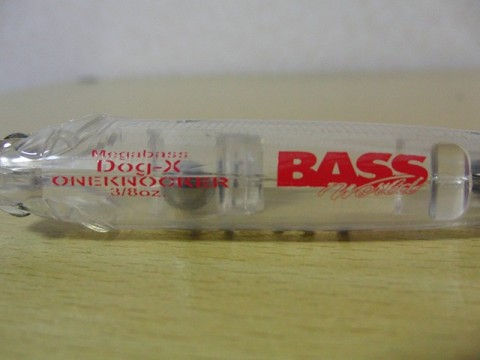 Megabass
Dog-X
ONEKNOCKER
3/8oz.
BASS
World